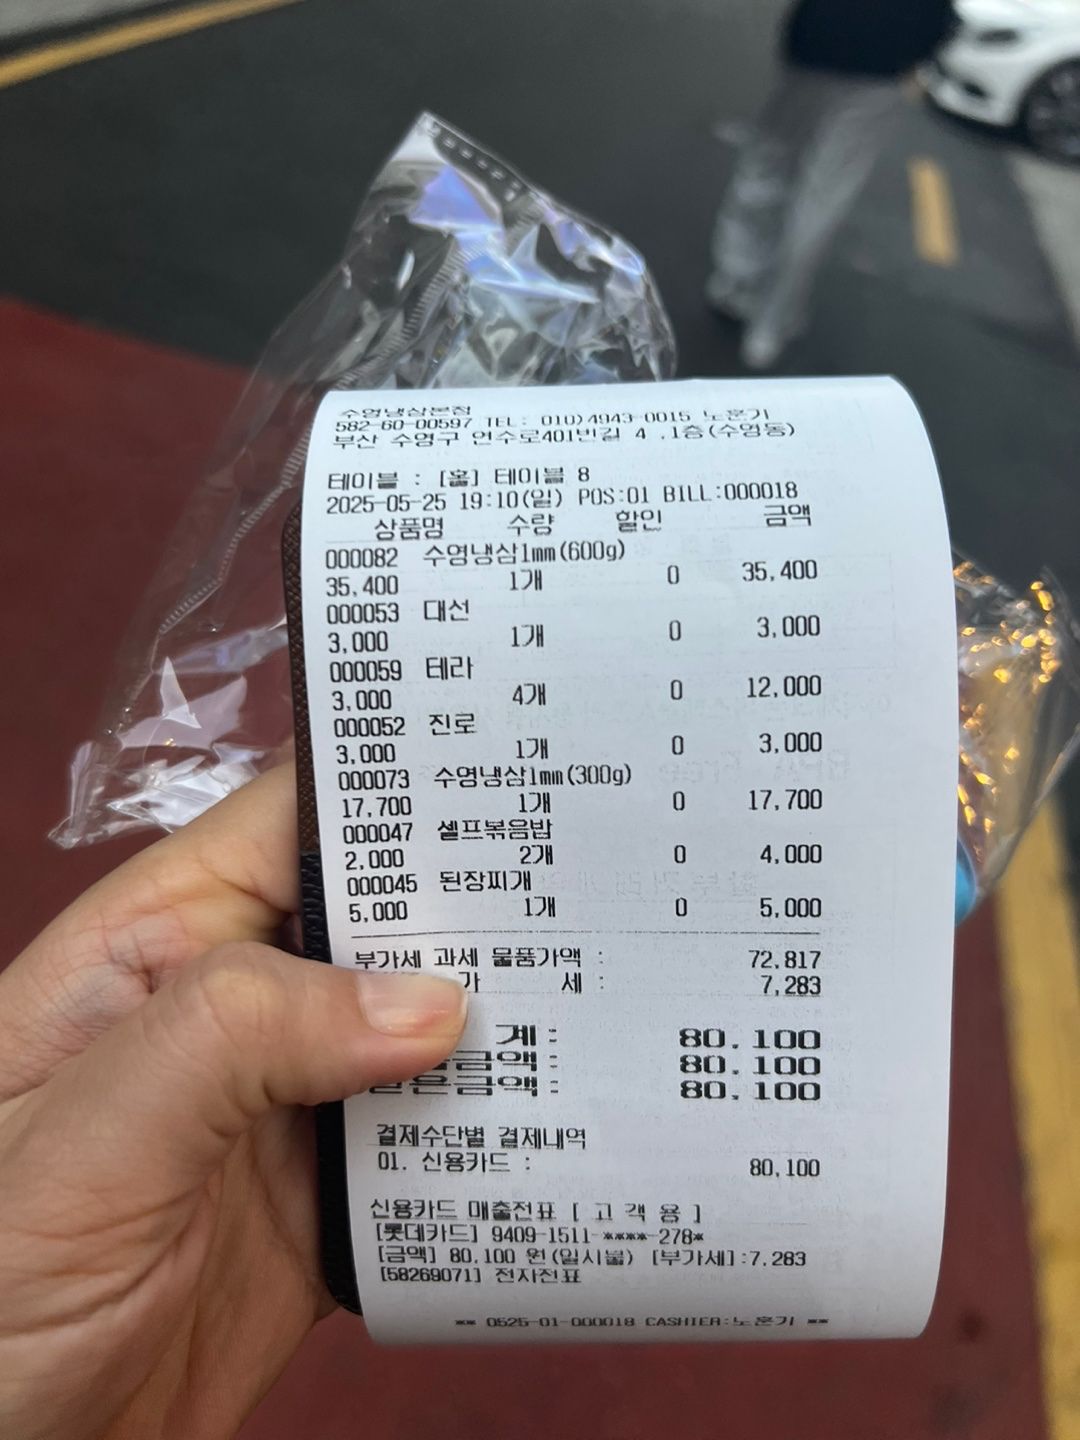 수영냉삼본점
582-60-00597 TEL: 010)4943-0015 노훈기
부산 수영구 연수로401번길 4 ,1층(수영동)
테이블 : [홀] 테이블 8
2025-05-25 19:10(일) POS:01 BILL:000018
상품명 수량 할인 금액
000082 수영냉삼1mm(600g)
35,400 1개 0 35,400
000053 대선
3,000 1개 0 3,000
000059 테라
3,000 4개 0 12,000
000052 진로
3,000 1개 0 3,000
000073 수영냉삼1mm(300g)
17,700 1개 0 17,700
000047 셀프볶음밥
2,000 2개 0 4,000
000045 된장찌개
5,000 1개 0 5,000
부가세 과세 물품가액 : 72,817
가 세 : 7,283
계 : 80,100
금액 : 80,100
받은금액 : 80,100
결제수단별 결제내역
01. 신용카드 : 80,100
신용카드 매출전표 [ 고 객 용 ]
[롯데카드] 9409-1511-****-278*
[금액] 80,100 원(일시불) [부가세]:7,283
[58269071] 전자전표
** 0525-01-000018 CASHIER:노훈기 **